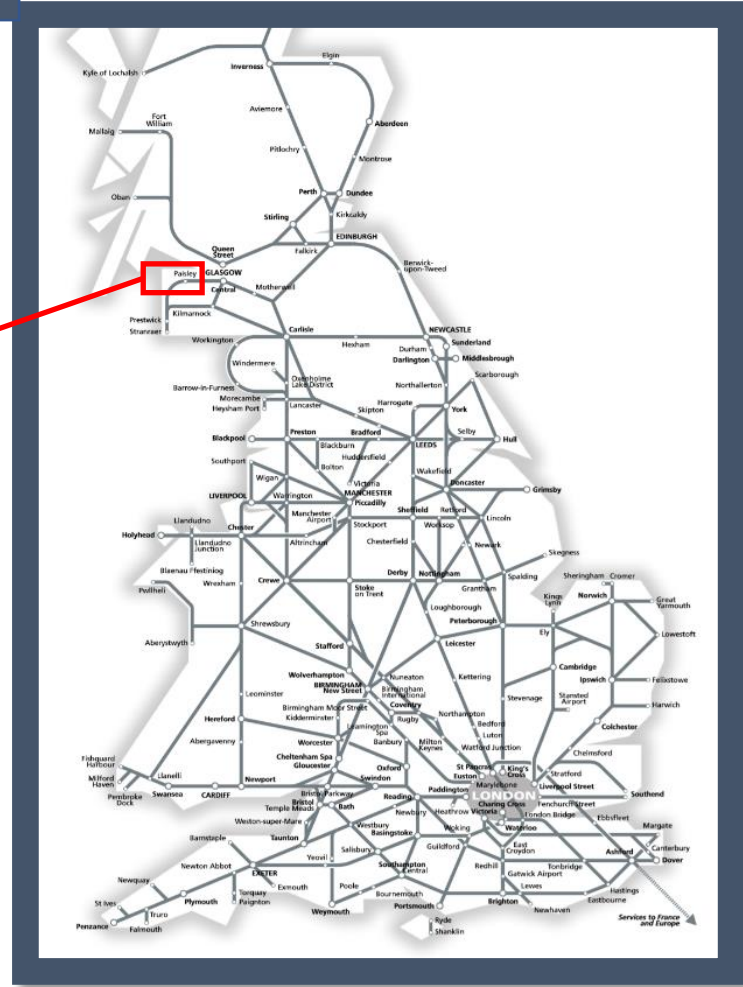 Inverness
Elgin
Kyle of Lochalsh
Aviemore
Fort
William
Aberdeen
Mallaig
Pitlochry
Montrose
Perth
Dundee
Oban
Stirling
Kirkcaldy
EDINBURGH
Queen
Street
Falkirk
Berwick-
upon-Tweed
Paisley
GLASGOW
Central
Motherwell
Prestwick
Kilmarnock
Stranraer
Carlisle
NEWCASTLE
Sunderland
Workington
Hexham
Durham
Darlington
Middlesbrough
Windermere
Scarborough
Oxenholme
Lake District
Barrow-in-Furness
Northallerton
Morecambe
Heysham Port
Lancaster
Harrogate
Skipton
York
Blackpool
Preston
Bradford
Selby
Hull
Blackburn
LEEDS
Southport
Huddersfield
Bolton
Wakefield
Wigan
Victoria
Doncaster
LIVERPOOL
Warrington
MANCHESTER
Piccadilly
Grimsby
Sheffield
Retford
Manchester
Airport
Lincoln
Llandudno
Chester
Stockport
Worksop
Holyhead
Llandudno
Junction
Altrincham
Chesterfield
Newark
Skegness
Blaenau Ffestiniog
Derby
Nottingham
Spalding
Sheringham
Cromer
Wrexham
Crewe
Stoke
on Trent
Grantham
Pwllheli
Kings
Lynn
Norwich
Great
Yarmouth
Loughborough
Shrewsbury
Peterborough
Ely
Lowestoft
Aberystwyth
Stafford
Leicester
Wolverhampton
Cambridge
BIRMINGHAM
New Street
Nuneaton
Kettering
Ipswich
Felixstowe
Birmingham
International
Leominster
Stevenage
Stansted
Airport
Birmingham Moor Street
Coventry
Harwich
Hereford
Kidderminster
Rugby
Northampton
Colchester
Leamington
Spa
Bedford
Abergavenny
Worcester
Banbury
Milton
Keynes
Luton
Watford Junction
Chelmsford
Cheltenham Spa
Gloucester
Fishguard
Harbour
Oxford
St Pancras
Euston
King's
Cross
Stratford
Milford
Haven
Llanelli
Newport
Swindon
Paddington
Marylebone
Liverpool Street
Pembroke
Dock
Swansea
CARDIFF
Bristol Parkway
Reading
LONDON
Southend
Bristol
Temple Meads
Bath
Newbury
Heathrow
Victoria
Charing Cross
Fenchurch Street
London Bridge
Ebbsfleet
Weston-super-Mare
Westbury
Basingstoke
Woking
Waterloo
Margate
Barnstaple
Taunton
Salisbury
Guildford
East
Croydon
Canterbury
Ashford
Dover
Newton Abbot
Yeovil
Southampton
Central
Redhill
Tonbridge
EXETER
Gatwick Airport
Newquay
Torquay
Paignton
Exmouth
Poole
Bournemouth
Lewes
Hastings
Eastbourne
St Ives
Plymouth
Weymouth
Portsmouth
Brighton
Newhaven
Truro
Penzance
Falmouth
Ryde
Shanklin
Services to France
and Europe